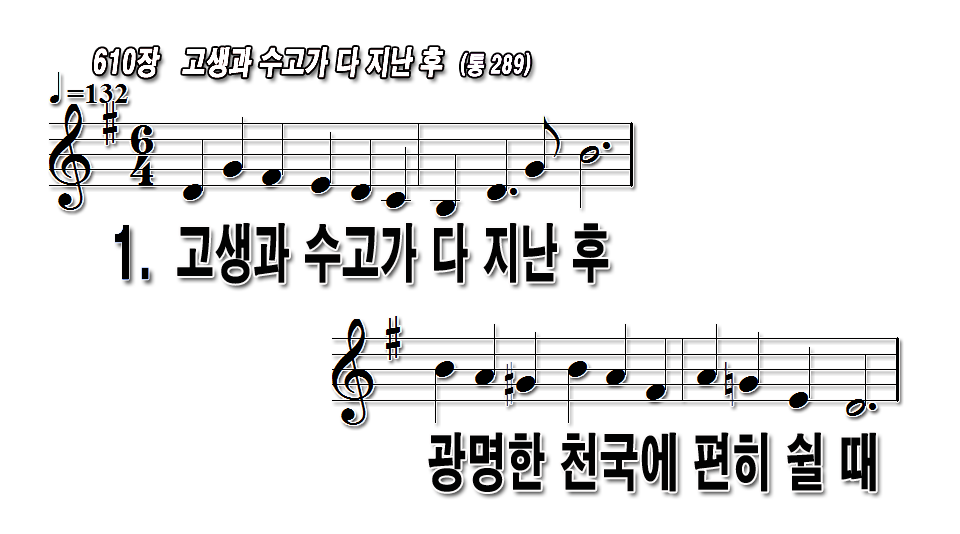 610장 고생과 수고가 다 지난 후 (통 289)
♩=132
6
4
1. 고생과 수고가 다 지난 후
광명한 천국에 편히 쉴 때